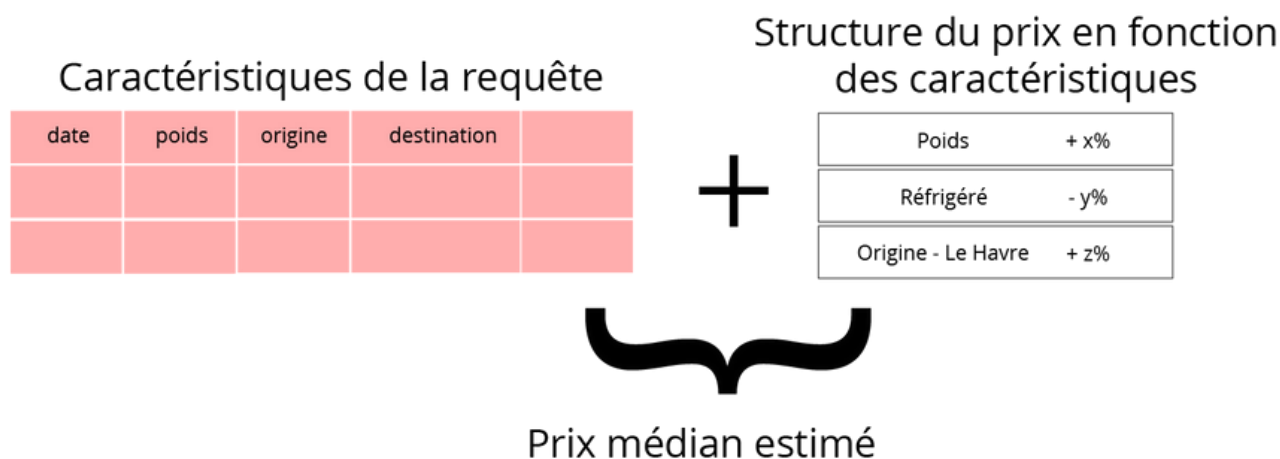 Caractéristiques de la requête
date poids origine destination
+
Structure du prix en fonction
des caractéristiques
Poids + x%
Réfrigéré - y%
Origine - Le Havre + z%
Prix médian estimé